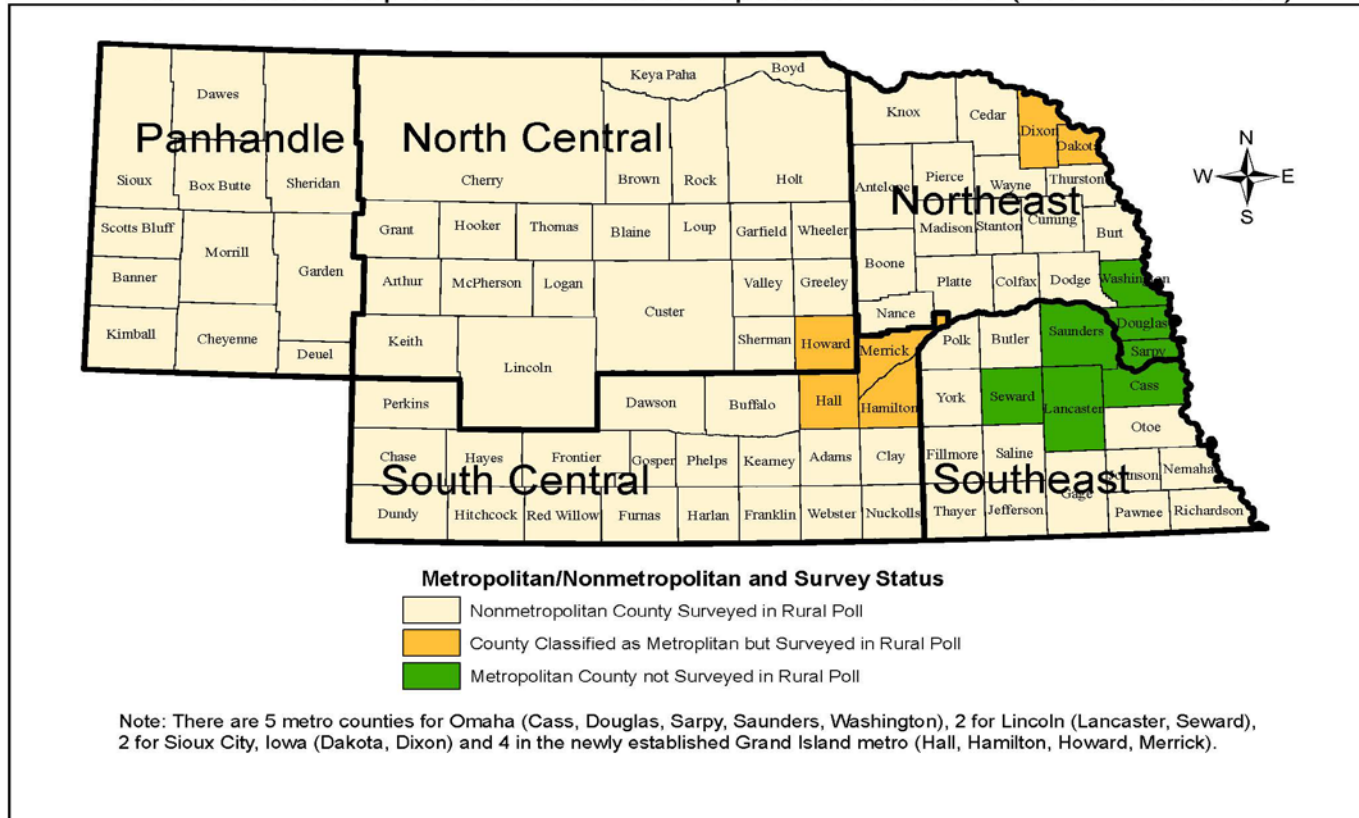 Keya Paha
Boyd
Dawes
Knox
Cedar
Dixon
Dakota
Panhandle
North Central
Sioux
Box Butte
Sheridan
Cherry
Brown
Rock
Holt
Antelope
Pierce
Wayne
Thurston
Northeast
N
W
E
S
Scotts Bluff
Morrill
Garden
Grant
Hooker
Thomas
Blaine
Loup
Garfield
Wheeler
Madison
Stanton
Cuming
Burt
Banner
Arthur
McPherson
Logan
Custer
Valley
Greeley
Boone
Platte
Colfax
Dodge
Washington
Kimball
Cheyenne
Deuel
Keith
Lincoln
Sherman
Howard
Nance
Merrick
Polk
Butler
Saunders
Douglas
Sarpy
Perkins
Dawson
Buffalo
Hall
Hamilton
York
Seward
Lancaster
Cass
Otoe
Chase
Hayes
Frontier
Gosper
Phelps
Kearney
Adams
Clay
Fillmore
Saline
Johnson
Nemaha
South Central
Southeast
Gage
Dundy
Hitchcock
Red Willow
Furnas
Harlan
Franklin
Webster
Nuckolls
Thayer
Jefferson
Pawnee
Richardson
Metropolitan/Nonmetropolitan and Survey Status
Nonmetropolitan County Surveyed in Rural Poll
County Classified as Metroplitan but Surveyed in Rural Poll
Metropolitan County not Surveyed in Rural Poll
Note: There are 5 metro counties for Omaha (Cass, Douglas, Sarpy, Saunders, Washington), 2 for Lincoln (Lancaster, Seward),
2 for Sioux City, Iowa (Dakota, Dixon) and 4 in the newly established Grand Island metro (Hall, Hamilton, Howard, Merrick).